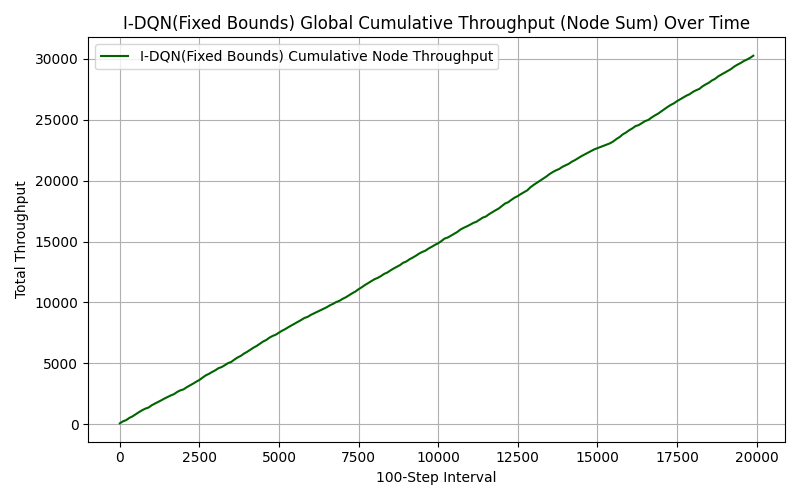 I-DQN(Fixed Bounds) Global Cumulative Throughput (Node Sum) Over Time
I-DQN(Fixed Bounds) Cumulative Node Throughput
Total Throughput
30000
25000
20000
15000
10000
5000
0
0 2500 5000 7500 10000 12500 15000 17500 20000
100-Step Interval